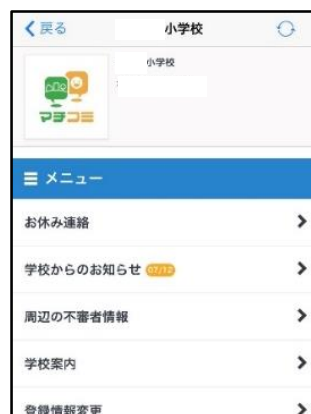 戻る 小学校
小学校
マチコミ
メニュー
お休み連絡
学校からのお知らせ 07/12
周辺の不審者情報
学校案内
登録情報変更